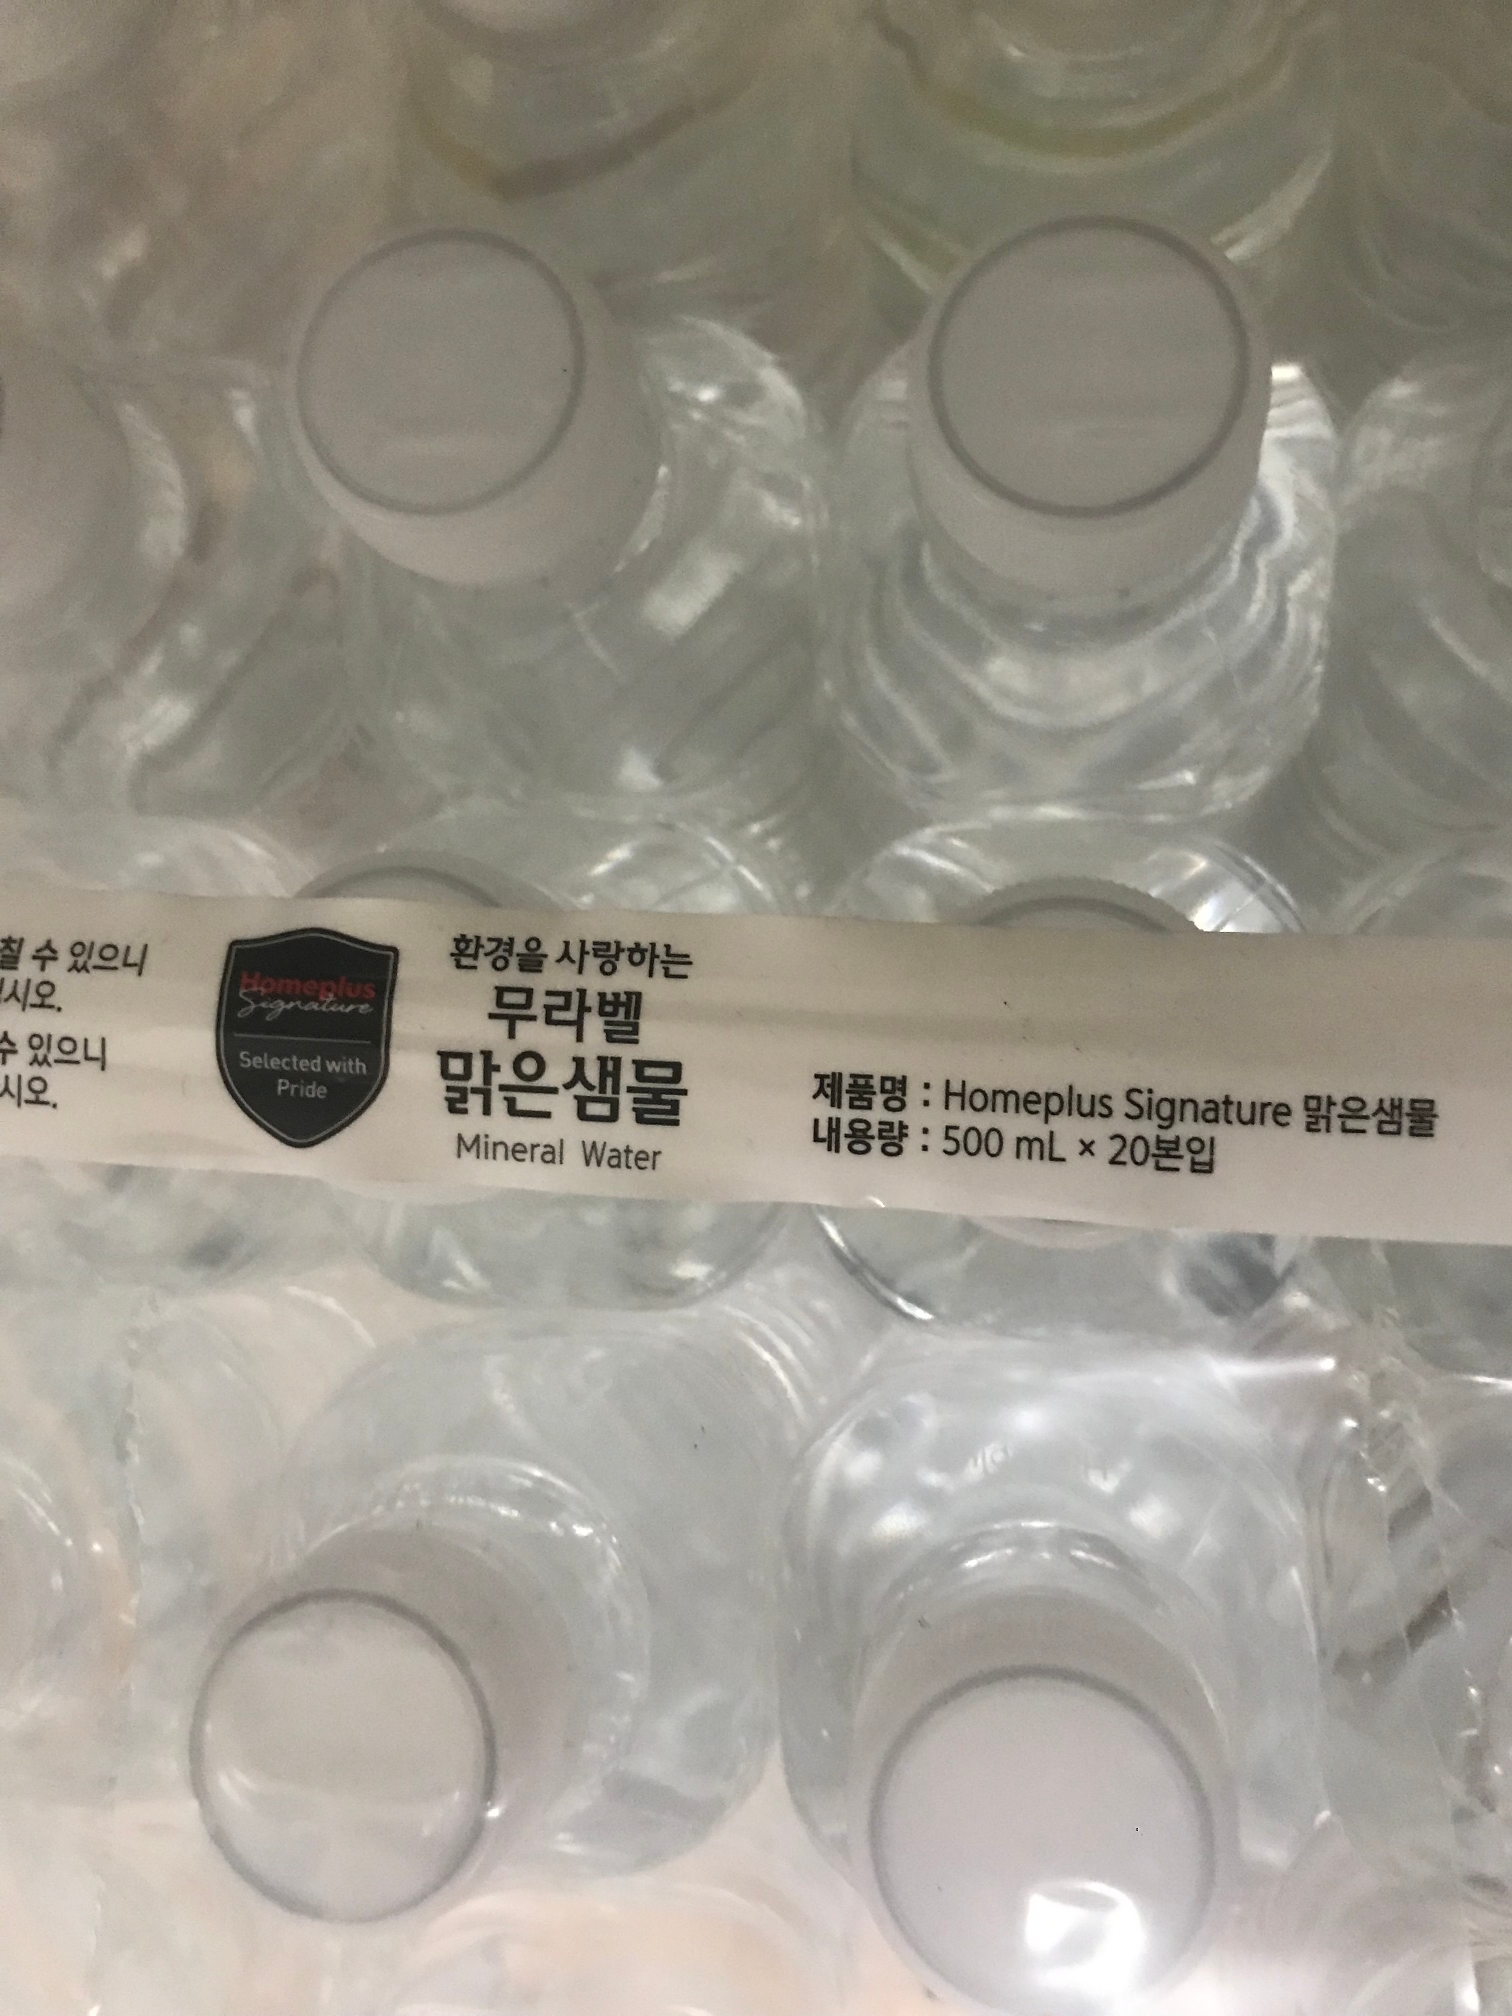 칠 수 있으니
시오.
수 있으니
시오.
Homeplus
Signature
Selected with
Pride
환경을 사랑하는
무라벨
맑은샘물
Mineral Water
제품명 : Homeplus Signature 맑은샘물
내용량 : 500 mL × 20본입